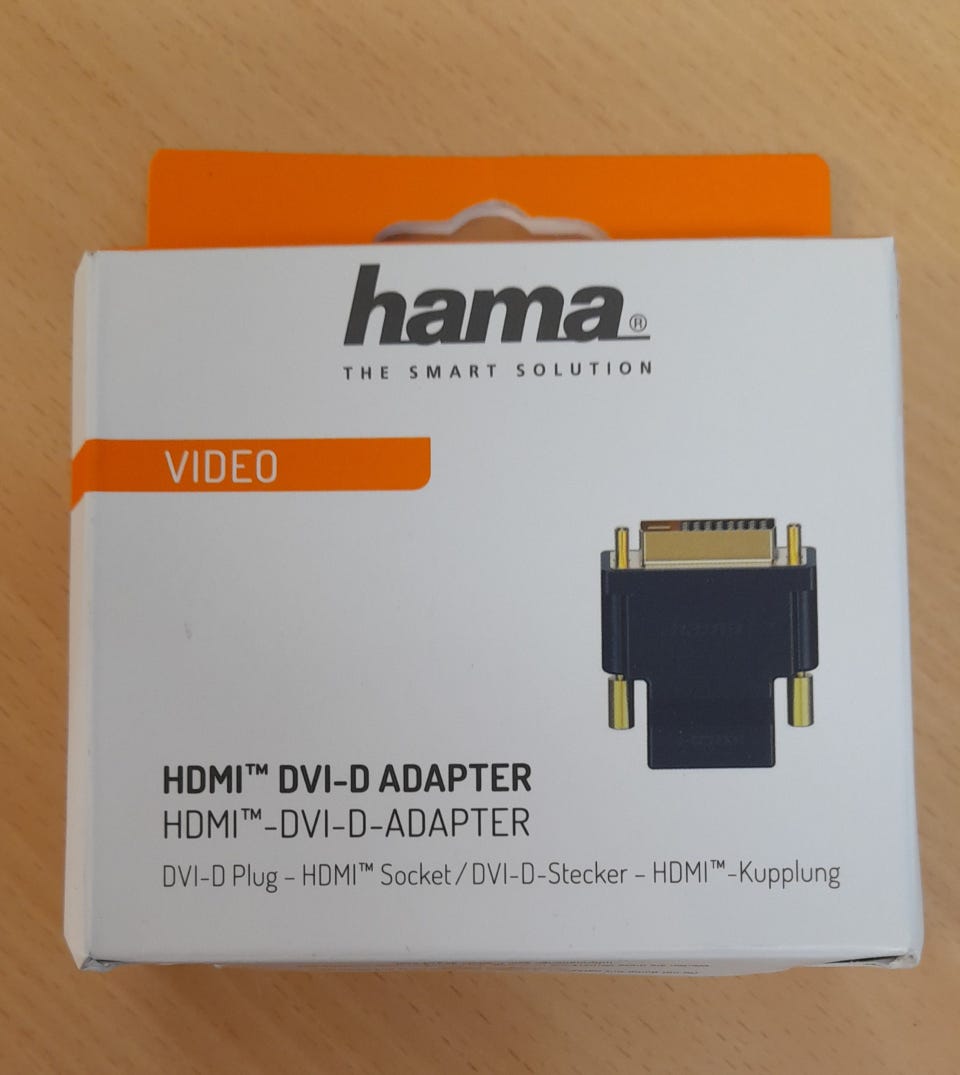 hama®
THE SMART SOLUTION
VIDEO
hama
HDMI™ DVI-D ADAPTER
HDMI™-DVI-D-ADAPTER
DVI-D Plug – HDMI™ Socket / DVI-D-Stecker – HDMI™-Kupplung